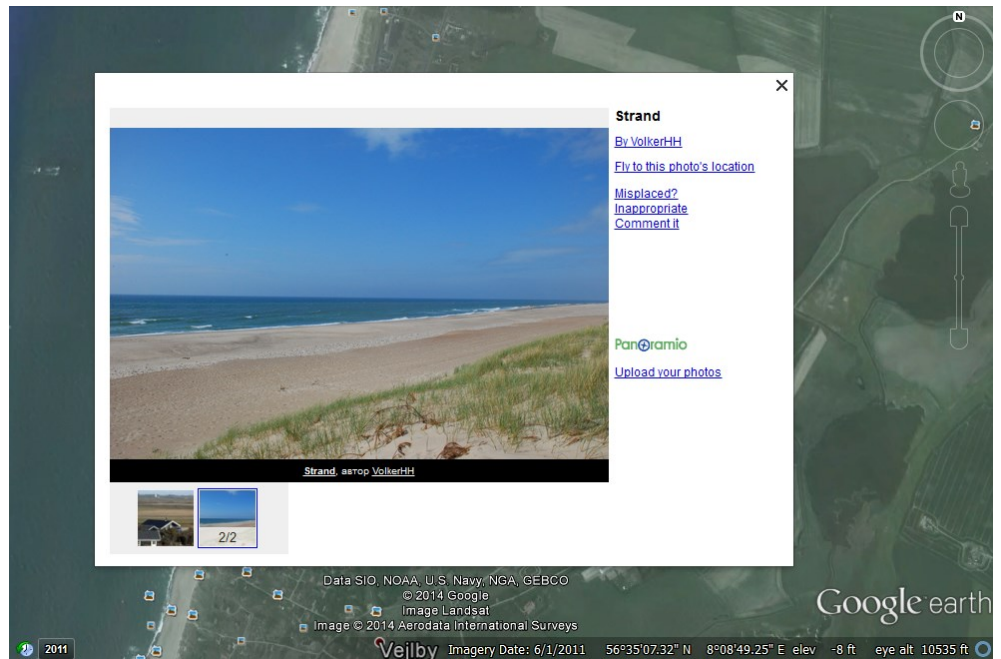 N
Strand
By VolkerHH
Fly to this photo's location
Misplaced?
Inappropriate
Comment it
Panoramio
Upload your photos
Strand, автор VolkerHH
2/2
Data SIO, NOAA, U.S. Navy, NGA, GEBCO
© 2014 Google
Image Landsat
Image © 2014 Aerodata International Surveys
Google earth
Vejlby
2011
Imagery Date: 6/1/2011 56°35'07.32" N 8°08'49.25" E elev -8 ft eye alt 10535 ft